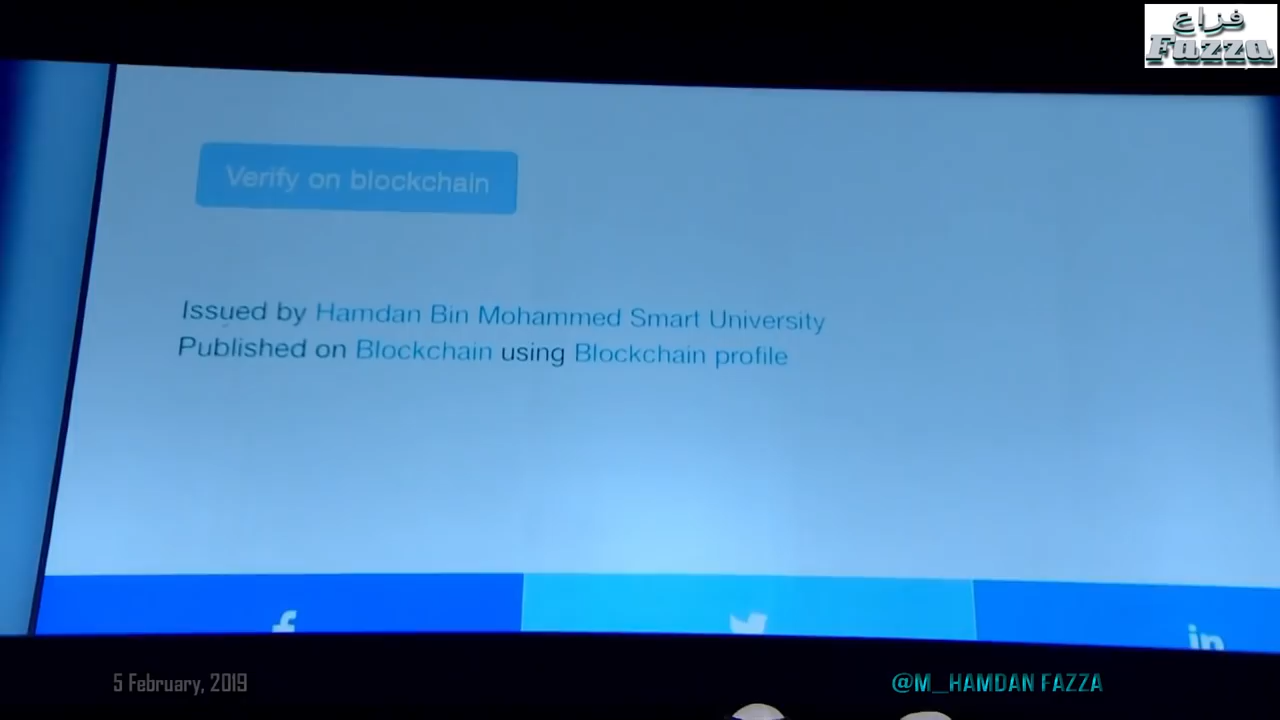 فزاع
Fazza
Verify on blockchain
Issued by Hamdan Bin Mohammed Smart University
Published on Blockchain using Blockchain profile
f
in
5 February, 2019
@M_HAMDAN FAZZA